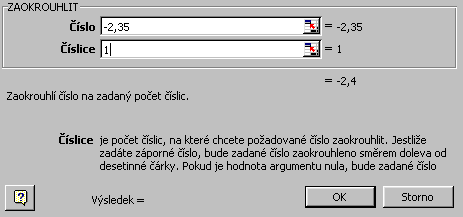 ZAOKROUHLIT
Číslo -2,35 = -2,35
Číslice 1 = 1
= -2,4
Zaokrouhlí číslo na zadaný počet číslic.
Číslice je počet číslic, na které chcete požadované číslo zaokrouhlit. Jestliže
zadáte záporné číslo, bude zadané číslo zaokrouhleno směrem doleva od
desetinné čárky. Pokud je hodnota argumentu nula, bude zadané číslo
? Výsledek = OK Storno